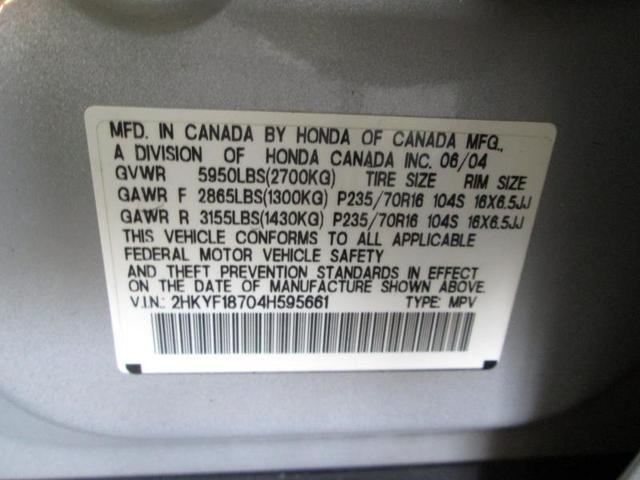 MFD. IN CANADA BY HONDA OF CANADA MFG.,
A DIVISION OF HONDA CANADA INC. 06/04
GVWR 5950LBS(2700KG) TIRE SIZE RIM SIZE
GAWR F 2865LBS(1300KG) P235/70R16 104S 16X6.5JJ
GAWR R 3155LBS(1430KG) P235/70R16 104S 16X6.5JJ
THIS VEHICLE CONFORMS TO ALL APPLICABLE
FEDERAL MOTOR VEHICLE SAFETY
AND THEFT PREVENTION STANDARDS IN EFFECT
ON THE DATE OF MANUFACTURE SHOWN ABOVE.
V.I.N.: 2HKYF18704H595661 TYPE: MPV